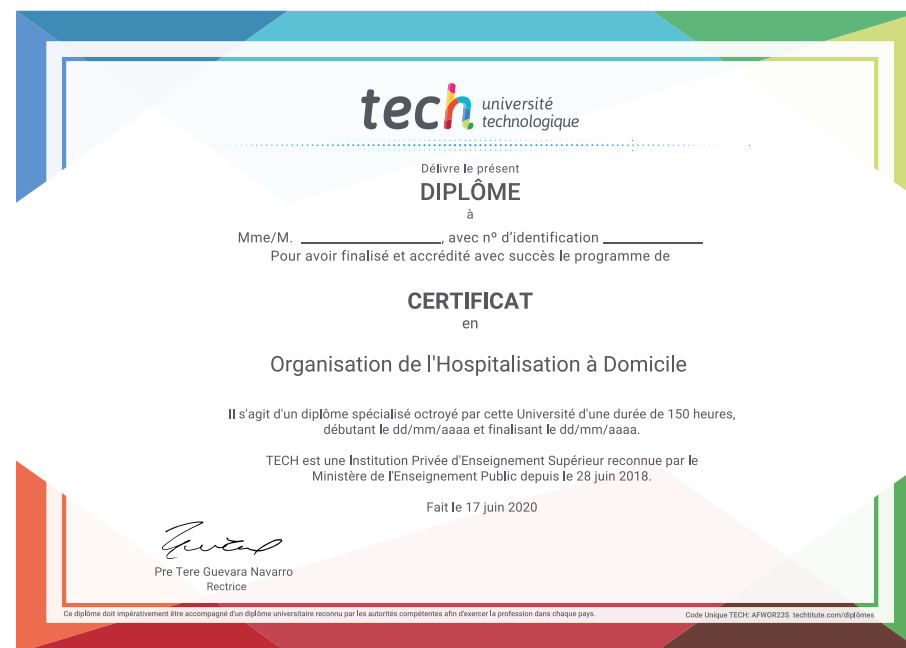 tech université
technologique
Délivre le présent
DIPLÔME
à
Mme/M. ____________________, avec nº d'identification ______________
Pour avoir finalisé et accrédité avec succès le programme de
CERTIFICAT
en
Organisation de l'Hospitalisation à Domicile
Il s'agit d'un diplôme spécialisé octroyé par cette Université d'une durée de 150 heures,
débutant le dd/mm/aaaa et finalisant le dd/mm/aaaa.
TECH est une Institution Privée d'Enseignement Supérieur reconnue par le
Ministère de l'Enseignement Public depuis le 28 juin 2018.
Fait le 17 juin 2020
Pre Tere Guevara Navarro
Rectrice
Ce diplôme doit impérativement être accompagné d'un diplôme universitaire reconnu par les autorités compétentes afin d'exercer la profession dans chaque pays.
Code Unique TECH: AFWOR23S techtitute.com/diplômes